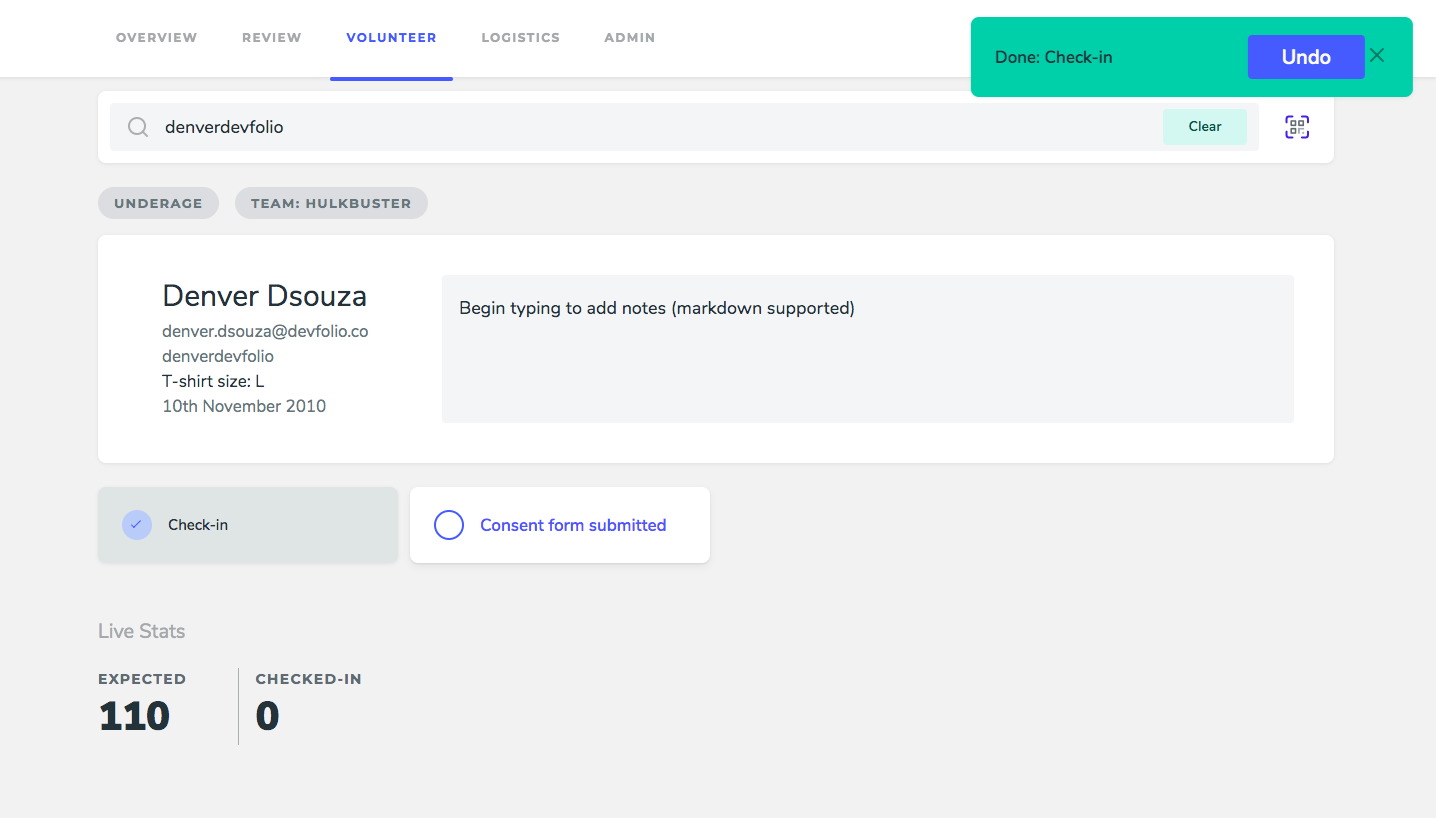 OVERVIEW REVIEW VOLUNTEER LOGISTICS ADMIN
Done: Check-in Undo
denverdevfolio Clear
UNDERAGE TEAM: HULKBUSTER
Denver Dsouza
denver.dsouza@devfolio.co
denverdevfolio
T-shirt size: L
10th November 2010
Begin typing to add notes (markdown supported)
Check-in Consent form submitted
Live Stats
EXPECTED CHECKED-IN
110 0